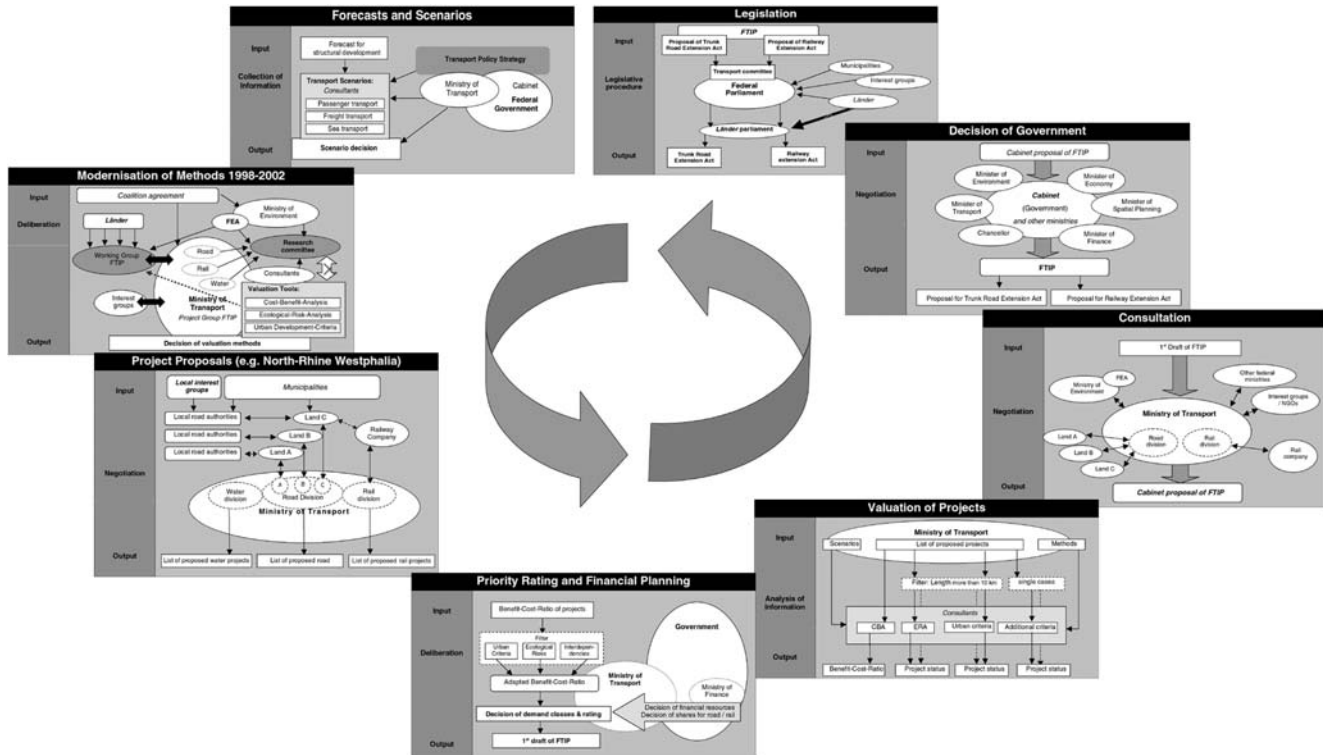 Forecasts and Scenarios
Input
Forecast for
structural development
Transport Policy Strategy
Collection of
Information
Transport Scenarios:
Consultants
Passenger transport
Freight transport
Sea transport
Ministry of
Transport
Cabinet
Federal
Government
Output
Scenario decision
Legislation
FTIP
Input
Proposal of Trunk
Road Extension Act
Proposal of Railway
Extension Act
Transport committee
Municipalities
Interest groups
Legislative
procedure
Federal
Parliament
Länder
Länder parliament
Output
Trunk Road
Extension Act
Railway
extension Act
Decision of Government
Input
Cabinet proposal of FTIP
Minister of
Environment
Minister of
Economy
Negotiation
Cabinet
(Government)
and other ministries
Minister of
Transport
Minister of
Spatial Planning
Chancellor
Minister of
Finance
Output
FTIP
Proposal for Trunk Road Extension Act
Proposal for Railway Extension Act
Modernisation of Methods 1998-2002
Input
Coalition agreement
Deliberation
Länder
FEA
Ministry of
Environment
Working Group
FTIP
Road
Rail
Water
Research
committee
Consultants
Interest
groups
Ministry of
Transport
Project Group FTIP
Valuation Tools:
Cost-Benefit-Analysis
Ecological-Risk-Analysis
Urban Development-Criteria
Output
Decision of valuation methods
Consultation
Input
1st Draft of FTIP
Ministry of
Environment
FEA
Other federal
ministries
Interest groups
/ NGOs
Negotiation
Ministry of Transport
Land A
Land B
Land C
Road
division
Rail
division
Rail
company
Output
Cabinet proposal of FTIP
Project Proposals (e.g. North-Rhine Westphalia)
Input
Local interest
groups
Municipalities
Local road authorities
Local road authorities
Local road authorities
Land C
Land B
Land A
Railway
Company
Negotiation
Water
division
A
B
C
Road Division
Rail
division
Ministry of Transport
Output
List of proposed water projects
List of proposed road
List of proposed rail projects
Valuation of Projects
Ministry of Transport
Input
Scenarios
List of proposed projects
Methods
Filter: Length more than 10 km
single cases
Analysis of
Information
Consultants
CBA
ERA
Urban criteria
Additional criteria
Output
Benefit-Cost-Ratio
Project status
Project status
Project status
Priority Rating and Financial Planning
Input
Benefit-Cost-Ratio of projects
Government
Deliberation
Filter
Urban
Criteria
Ecological
Risks
Interdepen-
dencies
Adapted Benefit-Cost-Ratio
Ministry of
Transport
Ministry of
Finance
Decision of demand classes & rating
Decision of financial resources
Decision of shares for road / rail
Output
1st draft of FTIP